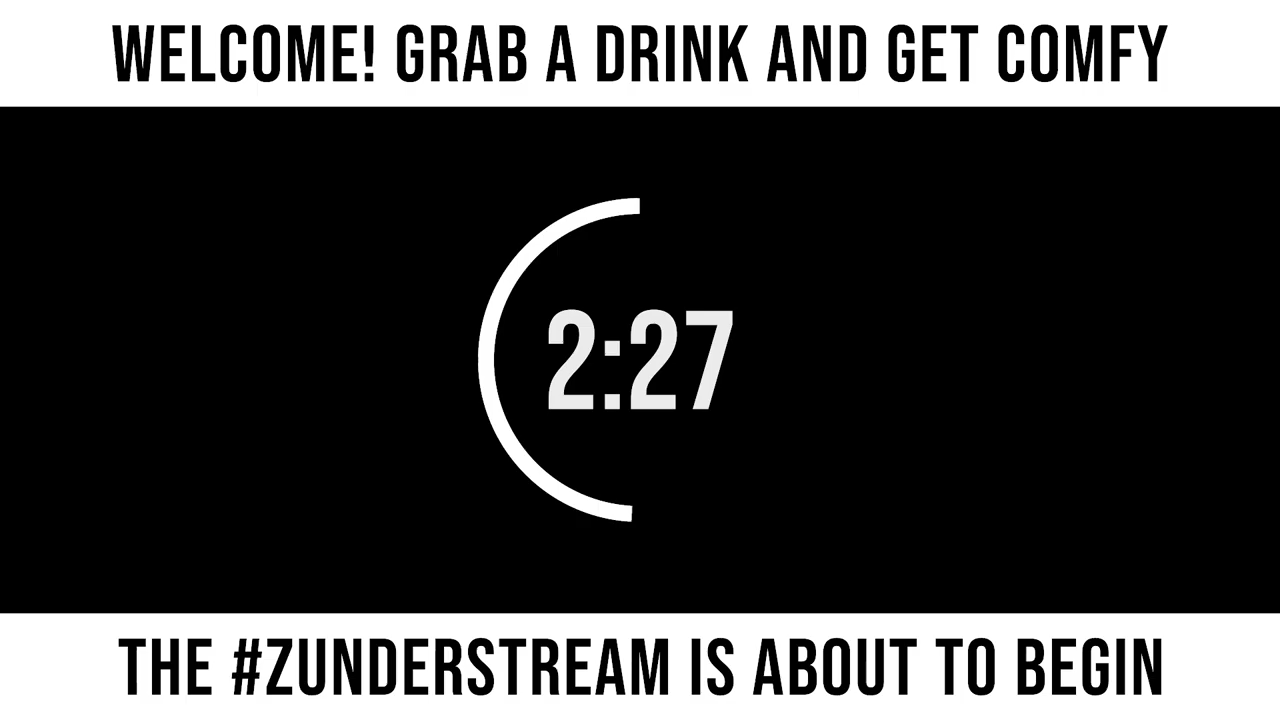 WELCOME! GRAB A DRINK AND GET COMFY
2:27
THE #ZUNDERSTREAM IS ABOUT TO BEGIN